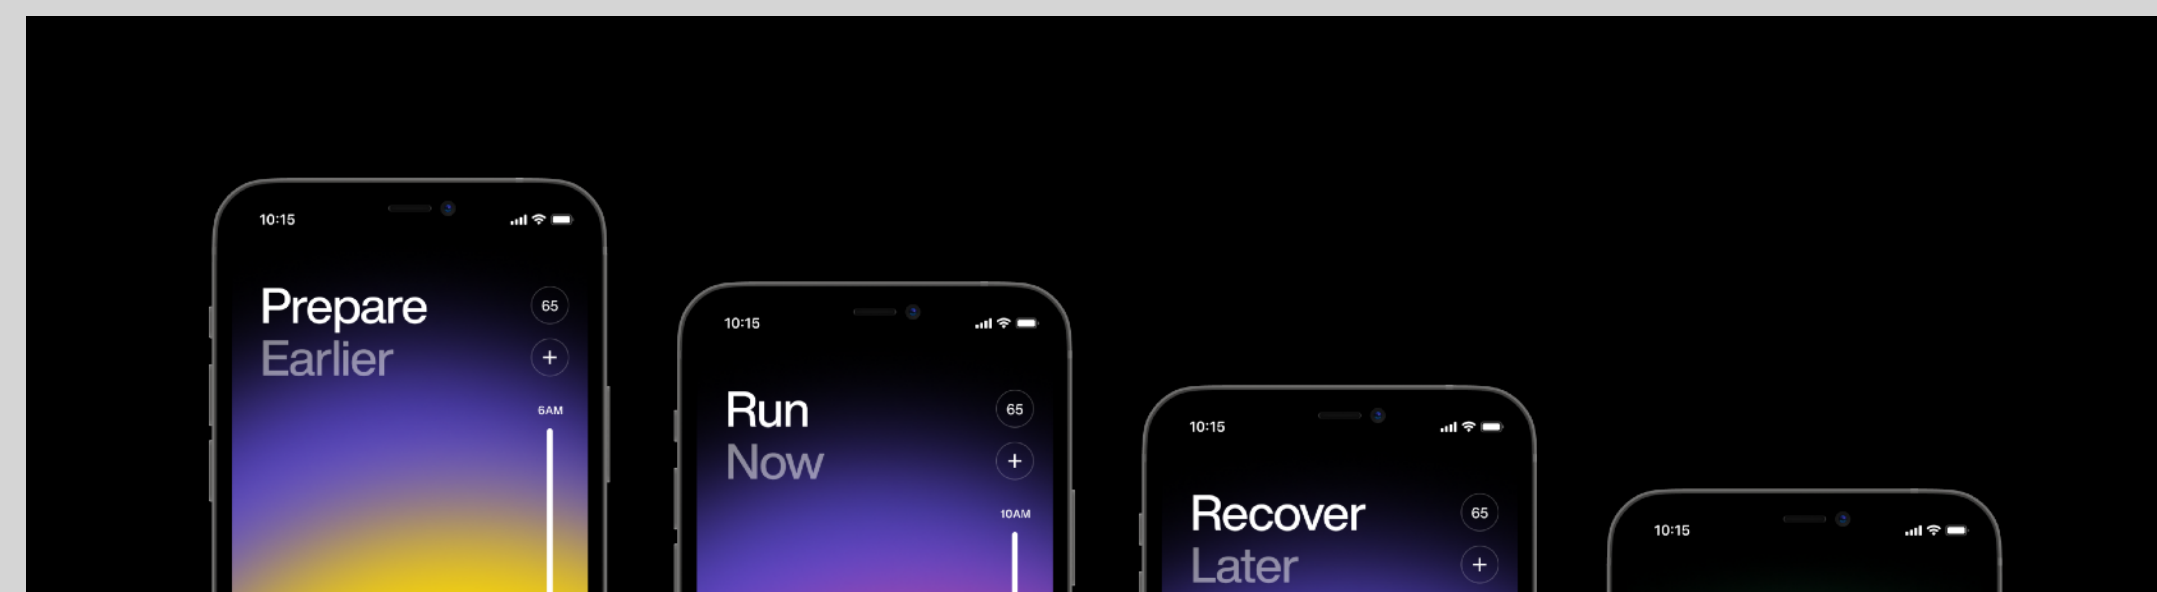 10:15
Prepare
Earlier
65
+
6AM
10:15
Run
Now
65
+
10AM
10:15
Recover
Later
65
+
10:15